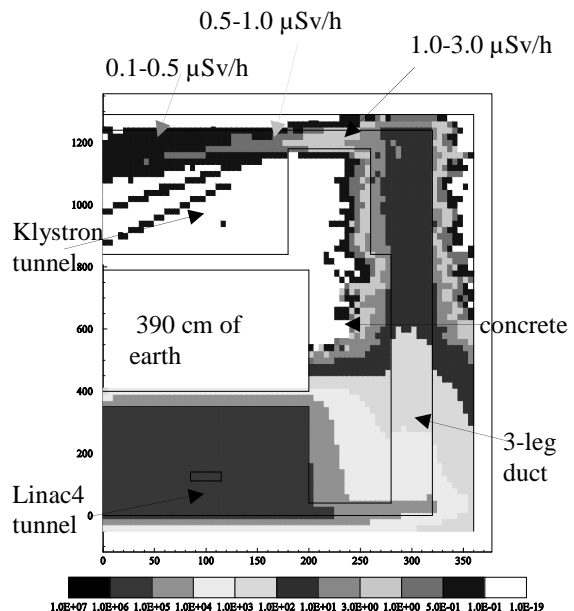 0.5-1.0 µSv/h
1.0-3.0 µSv/h
0.1-0.5 µSv/h
1200
1000
Klystron
tunnel
800
390 cm of
earth
concrete
600
400
3-leg
duct
200
Linac4
tunnel
0
0 50 100 150 200 250 300 350
1.0E+07 1.0E+06 1.0E+05 1.0E+04 1.0E+03 1.0E+02 1.0E+01 3.0E+00 1.0E+00 5.0E-01 1.0E-01 1.0E-19